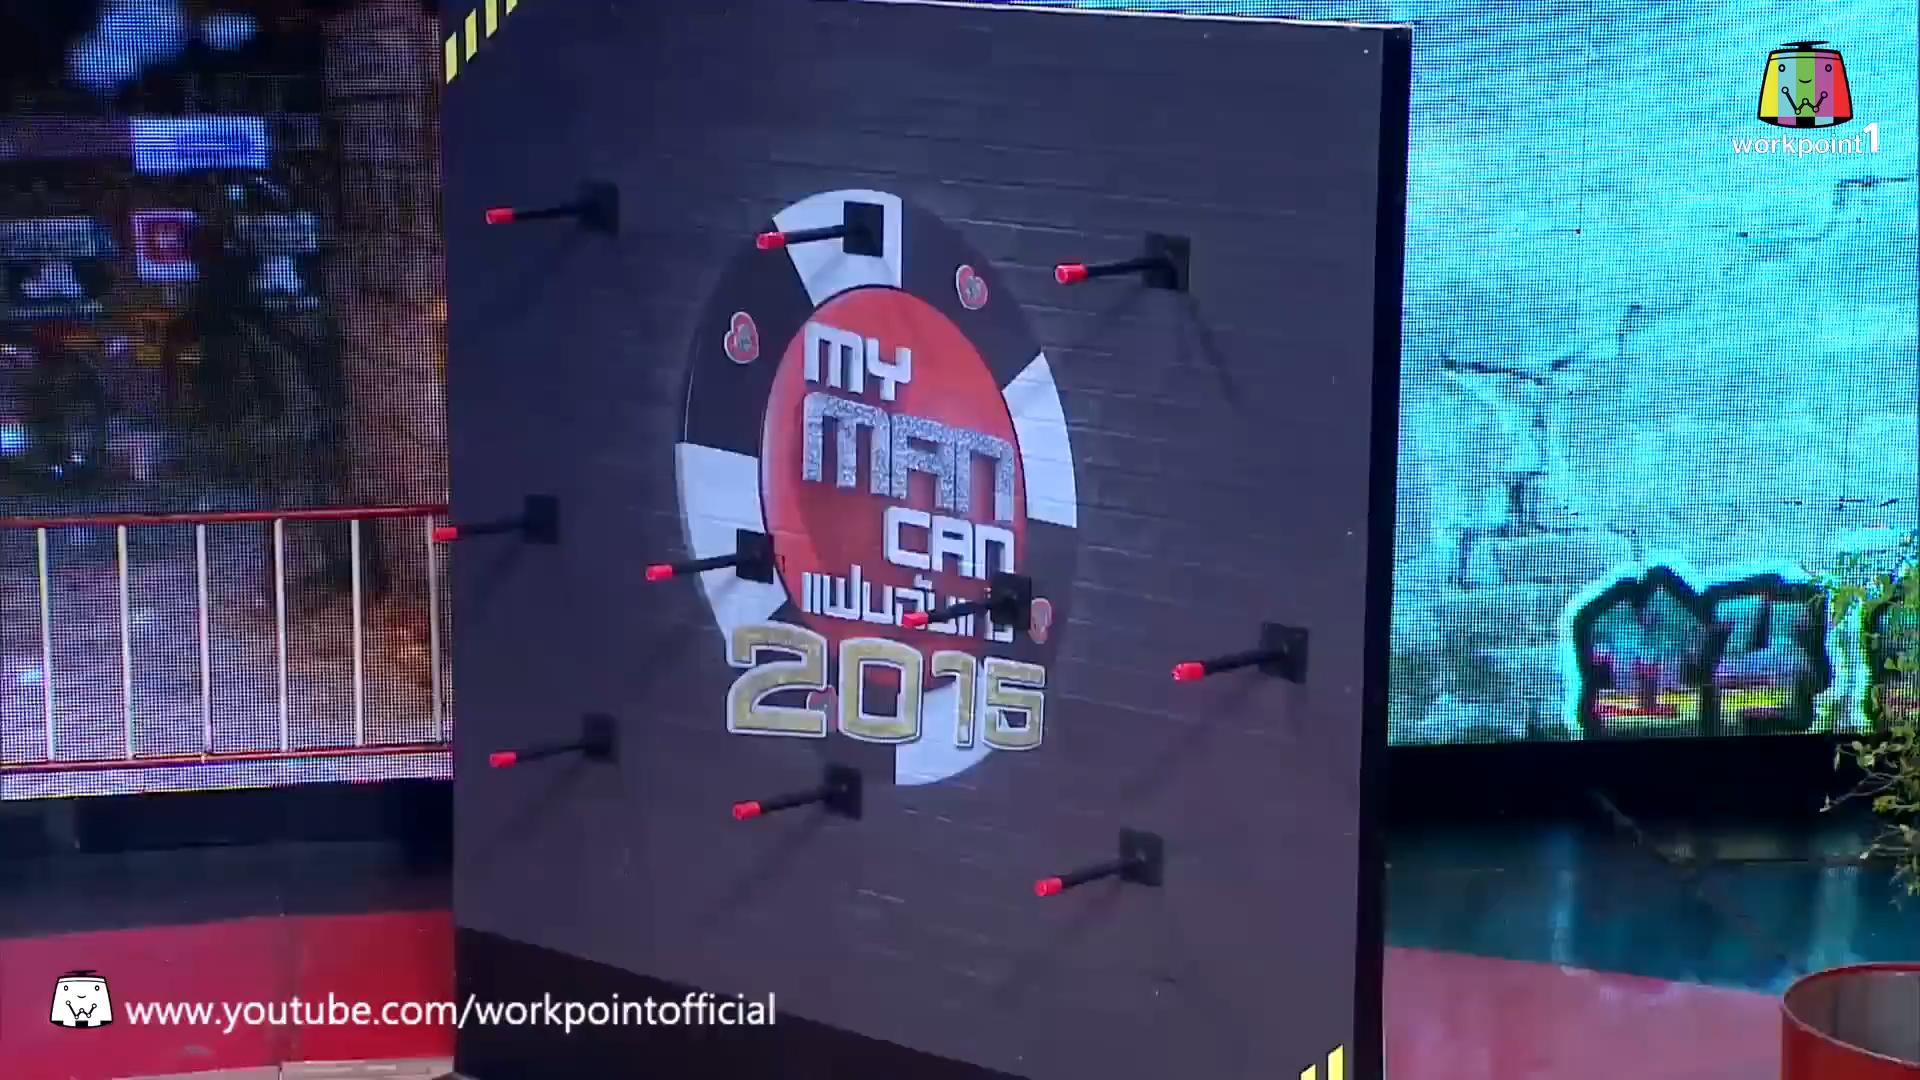 workpoint1
MY
MAN
CAN
แฟนฉันเก่ง
2015
www.youtube.com/workpointofficial